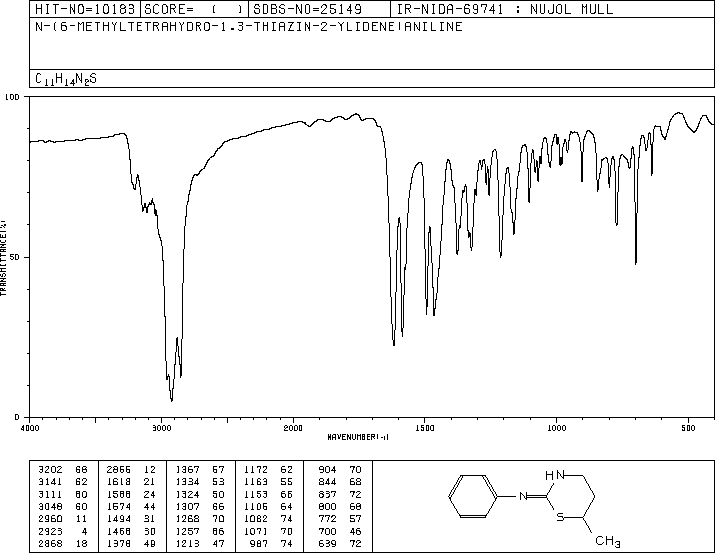 HIT-NO=10183 SCORE= ( ) SDBS-NO=25149 IR-NIDA-69741 : NUJOL MULL
N-(6-METHYLTETRAHYDRO-1,3-THIAZIN-2-YLIDENE)ANILINE
C11H14N2S
100
50
0
TRANSMITTANCE(%)
4000 3000 2000 1500 1000 500
WAVENUMBER(-1)
3202 68 2855 12 1367 57 1172 62 904 70
3141 62 1618 21 1334 53 1163 55 844 68
3111 60 1588 24 1324 50 1153 66 837 72
3048 60 1574 44 1307 66 1105 64 800 68
2960 11 1494 31 1268 70 1082 74 772 57
2925 4 1468 30 1257 66 1071 70 700 46
2868 18 1378 49 1213 47 987 74 639 72
HN
N
S
CH3